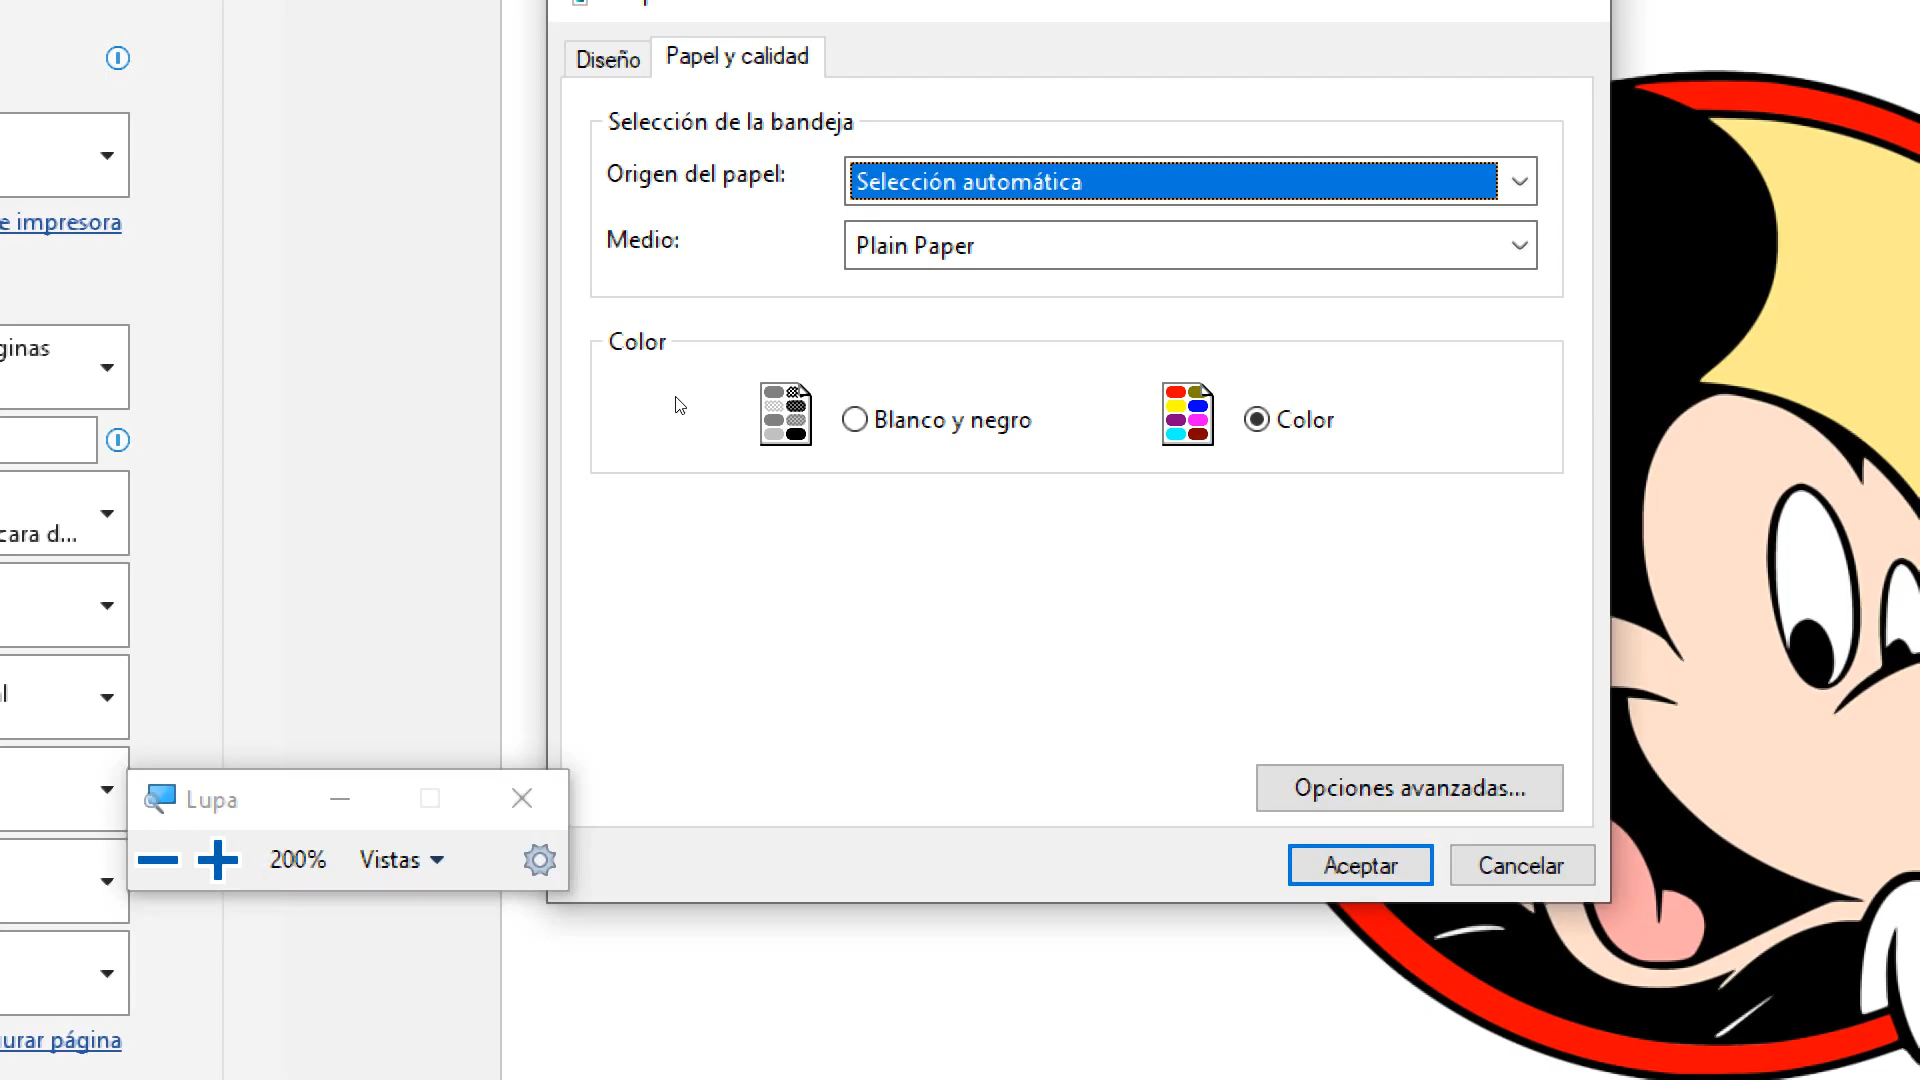 Diseño
Papel y calidad
Selección de la bandeja
Origen del papel:
Selección automática
Medio:
Plain Paper
Color
Blanco y negro
Color
Opciones avanzadas...
Aceptar
Cancelar
e impresora
ginas
cara d...
l
urar página
Lupa
200%
Vistas